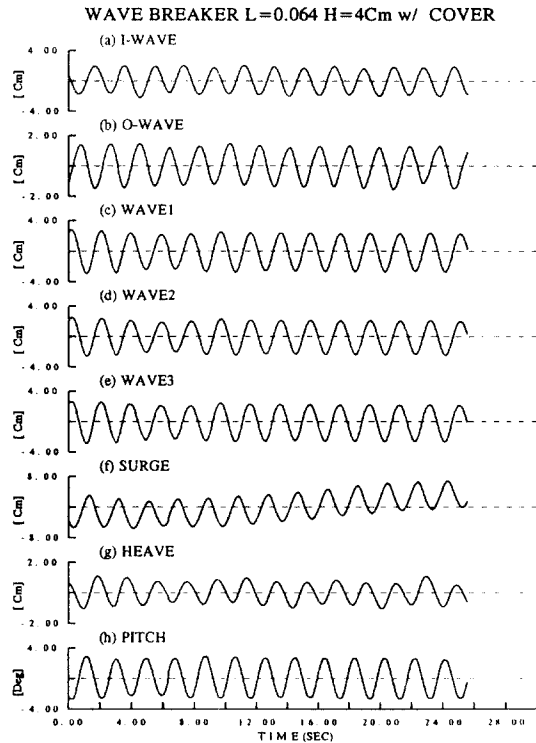 WAVE BREAKER L=0.064 H=4Cm w/ COVER
(a) I-WAVE
4.00
[Cm]
-4.00
(b) O-WAVE
2.00
[Cm]
-2.00
(c) WAVE1
4.00
[Cm]
-4.00
(d) WAVE2
4.00
[Cm]
-4.00
(e) WAVE3
4.00
[Cm]
-4.00
(f) SURGE
8.00
[Cm]
-8.00
(g) HEAVE
2.00
[Cm]
-2.00
(h) PITCH
4.00
[Deg]
-4.00
0.00 4.00 8.00 12.00 16.00 20.00 24.00 28.00
TIME(SEC)